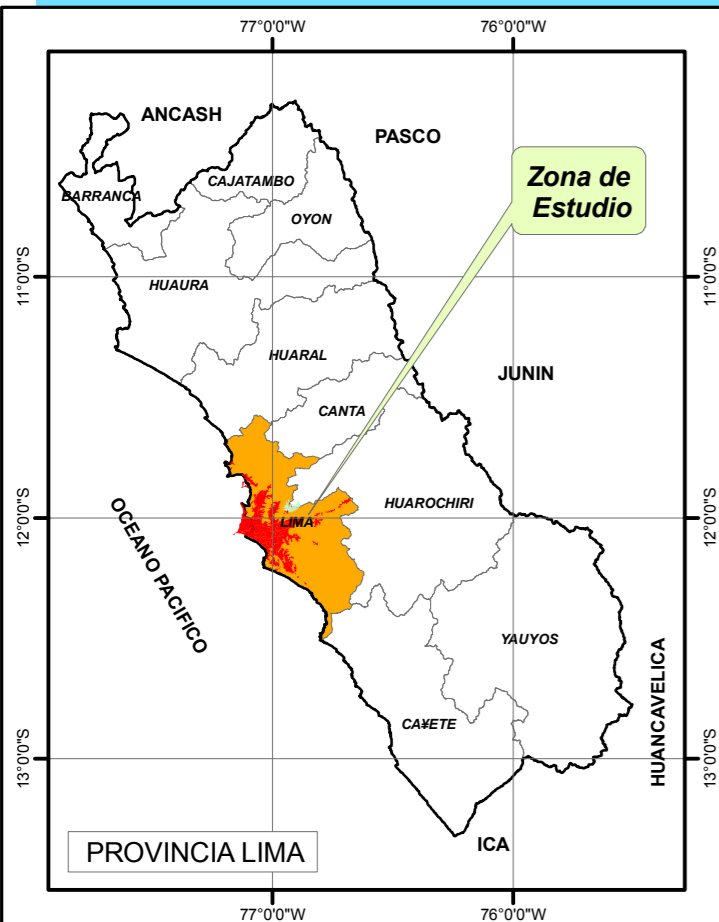 77°0'0"W
76°0'0"W
ANCASH
PASCO
CAJATAMBO
BARRANCA
OYON
Zona de
Estudio
11°0'0"S
11°0'0"S
HUAURA
HUARAL
JUNIN
CANTA
HUAROCHIRI
12°0'0"S
LIMA
12°0'0"S
OCEANO PACIFICO
YAUYOS
HUANCAVELICA
CA¥ETE
13°0'0"S
13°0'0"S
ICA
PROVINCIA LIMA
77°0'0"W
76°0'0"W